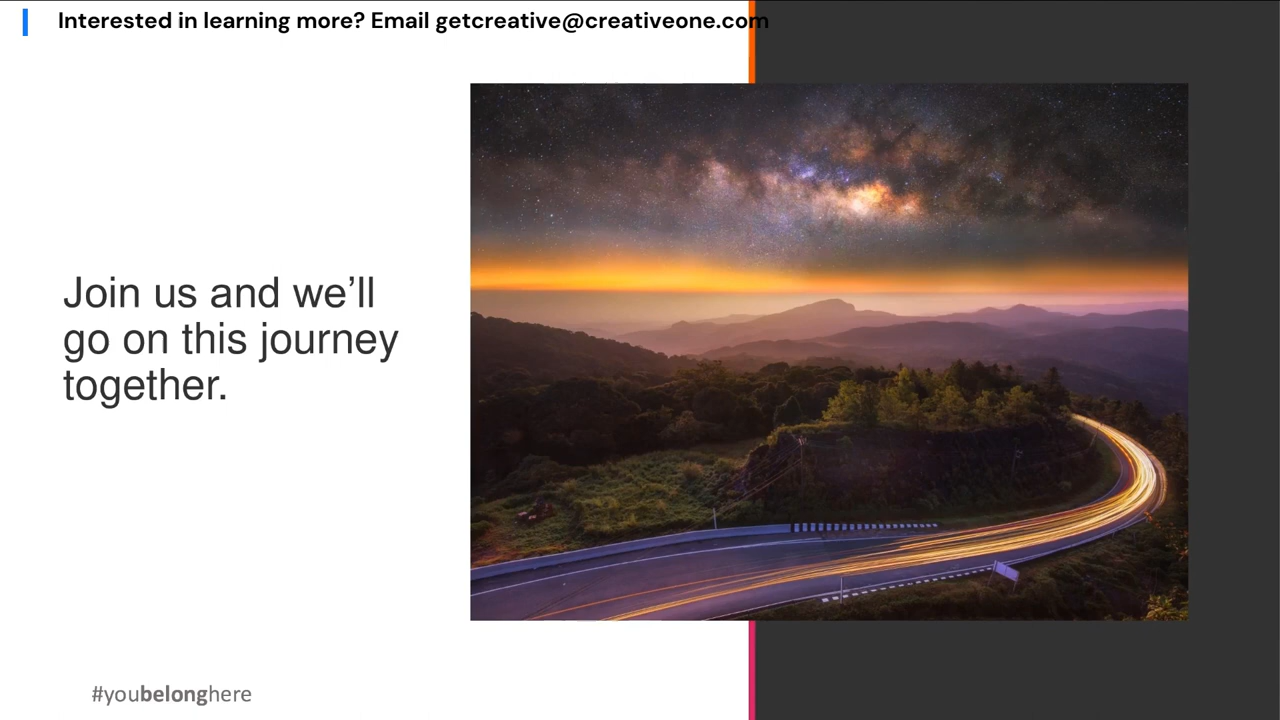 Interested in learning more? Email getcreative@creativeone.com
Join us and we’ll
go on this journey
together.
#youbelonghere